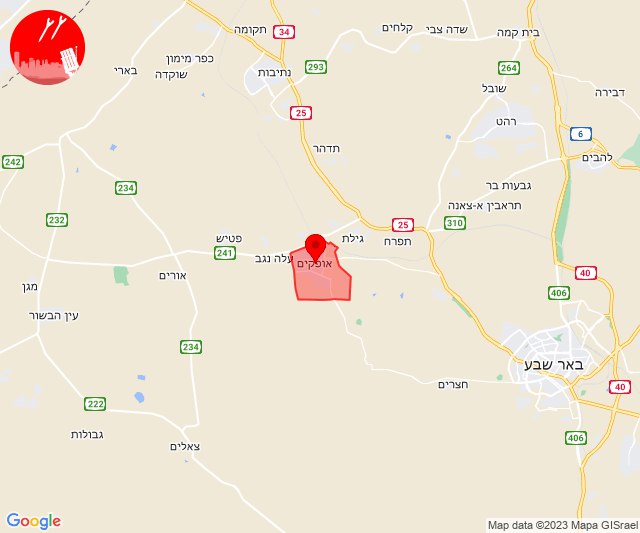 תקומה
34
קלחים
שדה צבי
בית קמה
כפר מימון
שוקדה
בארי
נתיבות
293
264
שובל
דבירה
רהט
25
6
242
תדהר
להבים
234
גבעות בר
תראבין א-צאנה
232
310
25
פטיש
241
עלה נגב
גילת
תפרח
אופקים
אורים
מגן
40
406
עין הבשור
234
באר שבע
חצרים
40
222
גבולות
צאלים
406
Google
Map data ©2023 Mapa GISrael